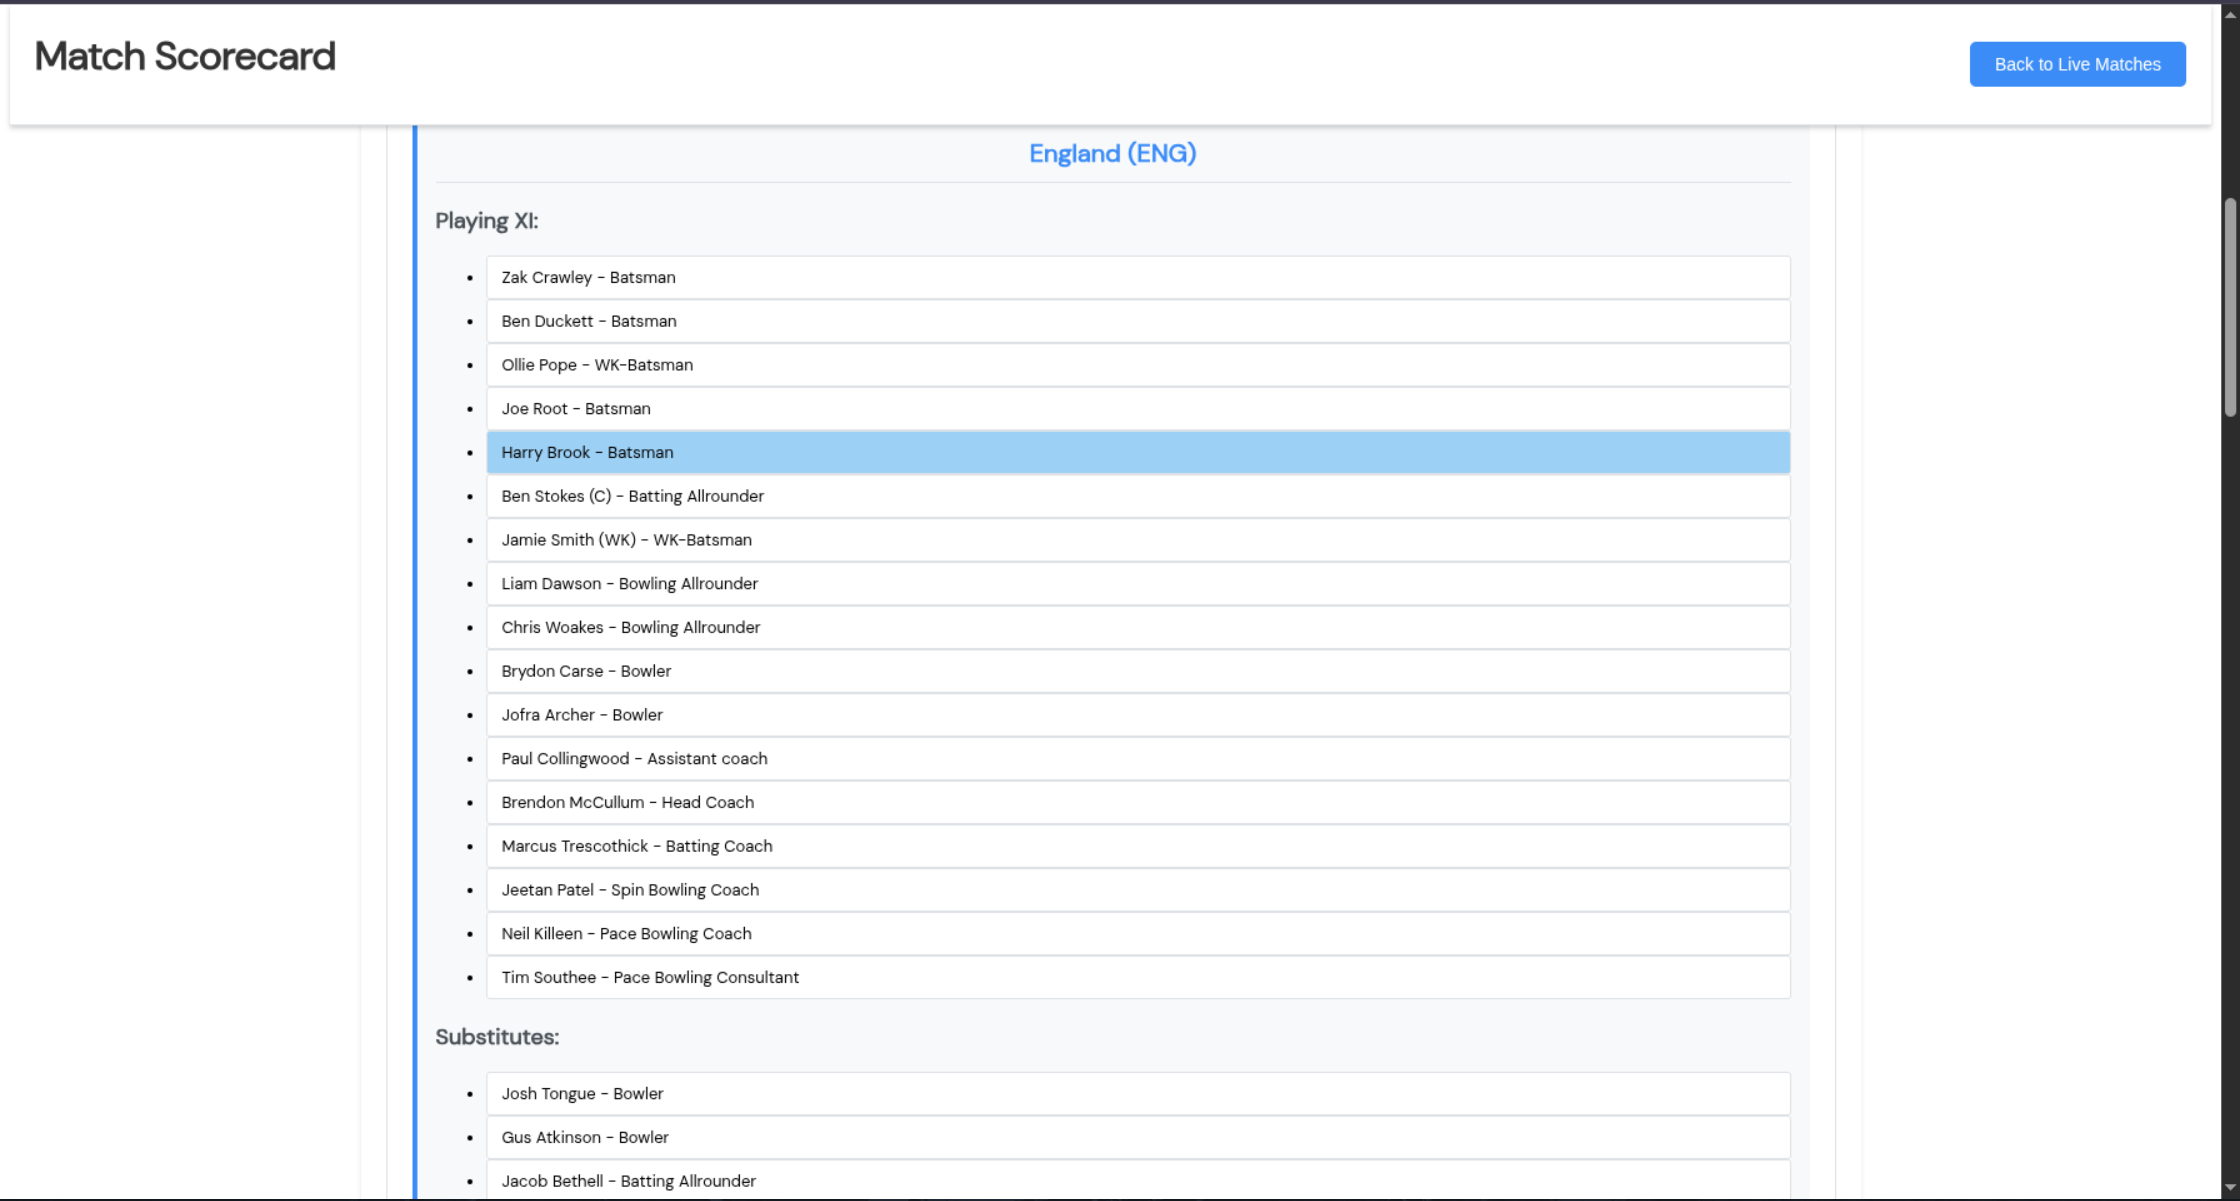 Match Scorecard
Back to Live Matches
England (ENG)
Playing XI:
Zak Crawley - Batsman
Ben Duckett - Batsman
Ollie Pope - WK-Batsman
Joe Root - Batsman
Harry Brook - Batsman
Ben Stokes (C) - Batting Allrounder
Jamie Smith (WK) - WK-Batsman
Liam Dawson - Bowling Allrounder
Chris Woakes - Bowling Allrounder
Brydon Carse - Bowler
Jofra Archer - Bowler
Paul Collingwood - Assistant coach
Brendon McCullum - Head Coach
Marcus Trescothick - Batting Coach
Jeetan Patel - Spin Bowling Coach
Neil Killeen - Pace Bowling Coach
Tim Southee - Pace Bowling Consultant
Substitutes:
Josh Tongue - Bowler
Gus Atkinson - Bowler
Jacob Bethell - Batting Allrounder